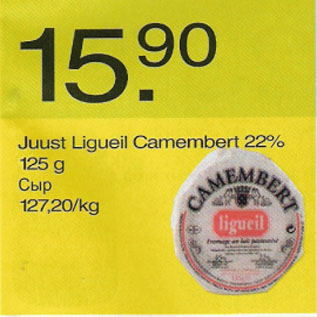 15.90
Juust Ligueil Camembert 22%
125 g
Сыр
127,20/kg
CAMEMBERT
ligueil
Fromage au lait pasteurisé